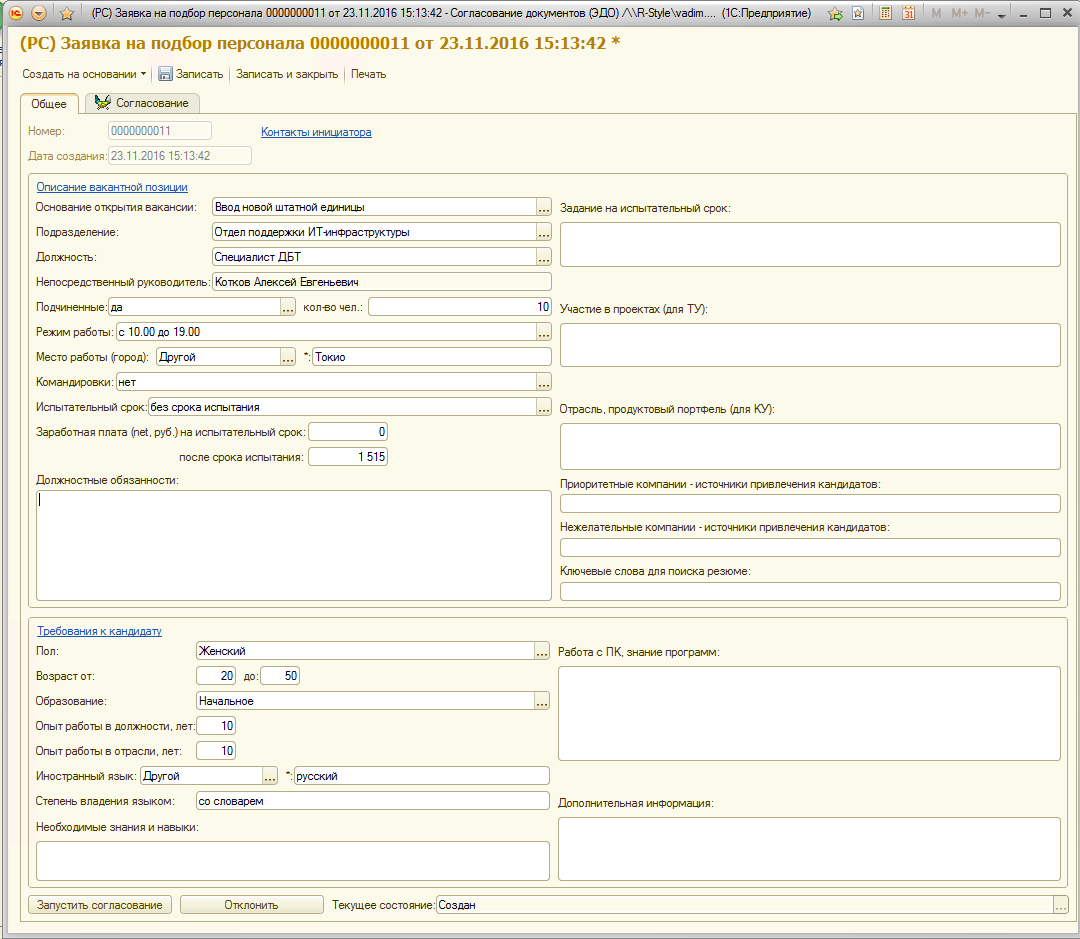 (РС) Заявка на подбор персонала 0000000011 от 23.11.2016 15:13:42 - Согласование документов (ЭДО) /\\R-Style\vadim.... (1С:Предприятие)
M M+ M-
(РС) Заявка на подбор персонала 0000000011 от 23.11.2016 15:13:42 *
Создать на основании Записать Записать и закрыть Печать
Общее Согласование
Номер: 0000000011 Контакты инициатора
Дата создания: 23.11.2016 15:13:42
Описание вакантной позиции
Основание открытия вакансии: Ввод новой штатной единицы ...
Подразделение: Отдел поддержки ИТ-инфраструктуры ...
Должность: Специалист ДБТ ...
Непосредственный руководитель: Котков Алексей Евгеньевич
Подчиненные: да ... кол-во чел.: 10
Режим работы: с 10.00 до 19.00 ...
Место работы (город): Другой ... *: Токио
Командировки: нет ...
Испытательный срок: без срока испытания ...
Заработная плата (net, руб.) на испытательный срок: 0
после срока испытания: 1 515
Должностные обязанности:
Задание на испытательный срок:
Участие в проектах (для ТУ):
Отрасль, продуктовый портфель (для КУ):
Приоритетные компании - источники привлечения кандидатов:
Нежелательные компании - источники привлечения кандидатов:
Ключевые слова для поиска резюме:
Требования к кандидату
Пол: Женский ...
Возраст от: 20 до: 50
Образование: Начальное ...
Опыт работы в должности, лет: 10
Опыт работы в отрасли, лет: 10
Иностранный язык: Другой ... *: русский
Степень владения языком: со словарем
Необходимые знания и навыки:
Работа с ПК, знание программ:
Дополнительная информация:
Запустить согласование Отклонить Текущее состояние: Создан ...